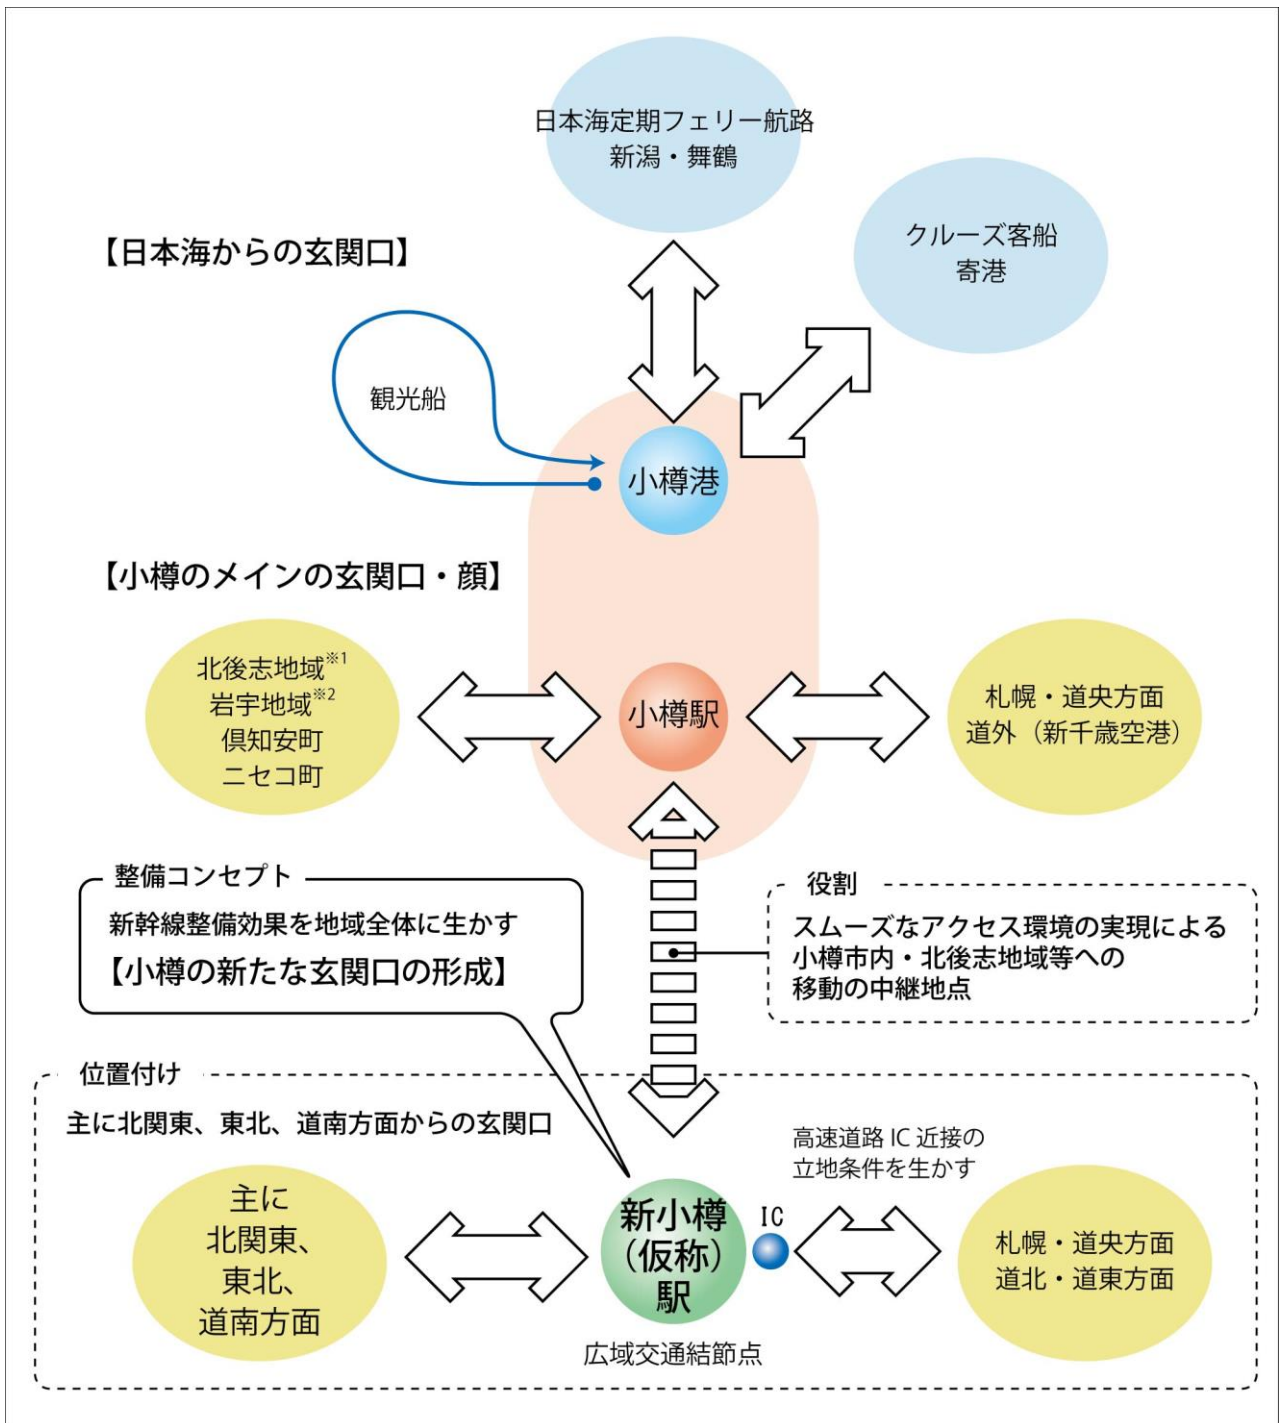 日本海定期フェリー航路
新潟・舞鶴
クルーズ客船
寄港
【日本海からの玄関口】
観光船
小樽港
【小樽のメインの玄関口・顔】
北後志地域※1
岩宇地域※2
倶知安町
ニセコ町
小樽駅
札幌・道央方面
道外（新千歳空港）
整備コンセプト
新幹線整備効果を地域全体に生かす
【小樽の新たな玄関口の形成】
役割
スムーズなアクセス環境の実現による
小樽市内・北後志地域等への
移動の中継地点
位置付け
主に北関東、東北、道南方面からの玄関口
主に
北関東、
東北、
道南方面
新小樽
（仮称）
駅
広域交通結節点
IC
高速道路 IC 近接の
立地条件を生かす
札幌・道央方面
道北・道東方面